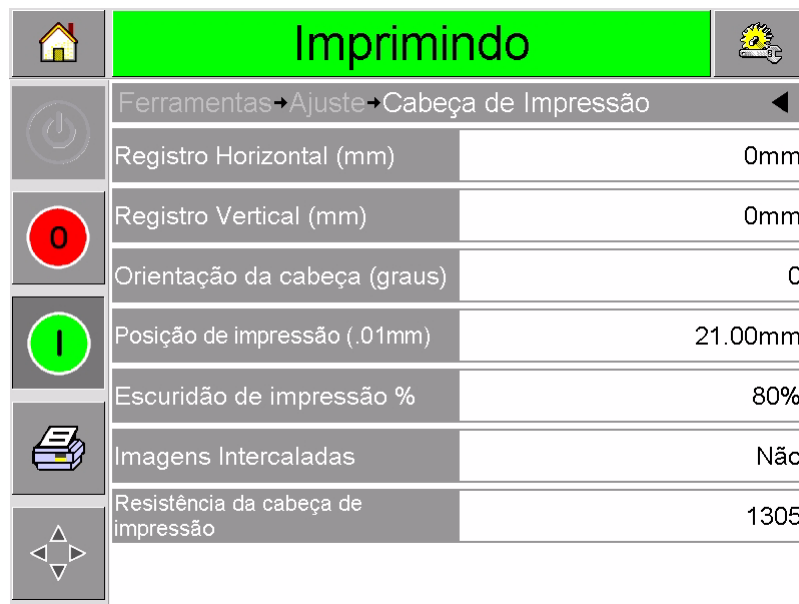 Imprimindo
Ferramentas→Ajuste→Cabeça de Impressão
Registro Horizontal (mm) 0mm
Registro Vertical (mm) 0mm
0
Orientação da cabeça (graus) 0
I
Posição de impressão (.01mm) 21.00mm
Escuridão de impressão % 80%
Imagens Intercaladas Não
Resistência da cabeça de
impressão 1305